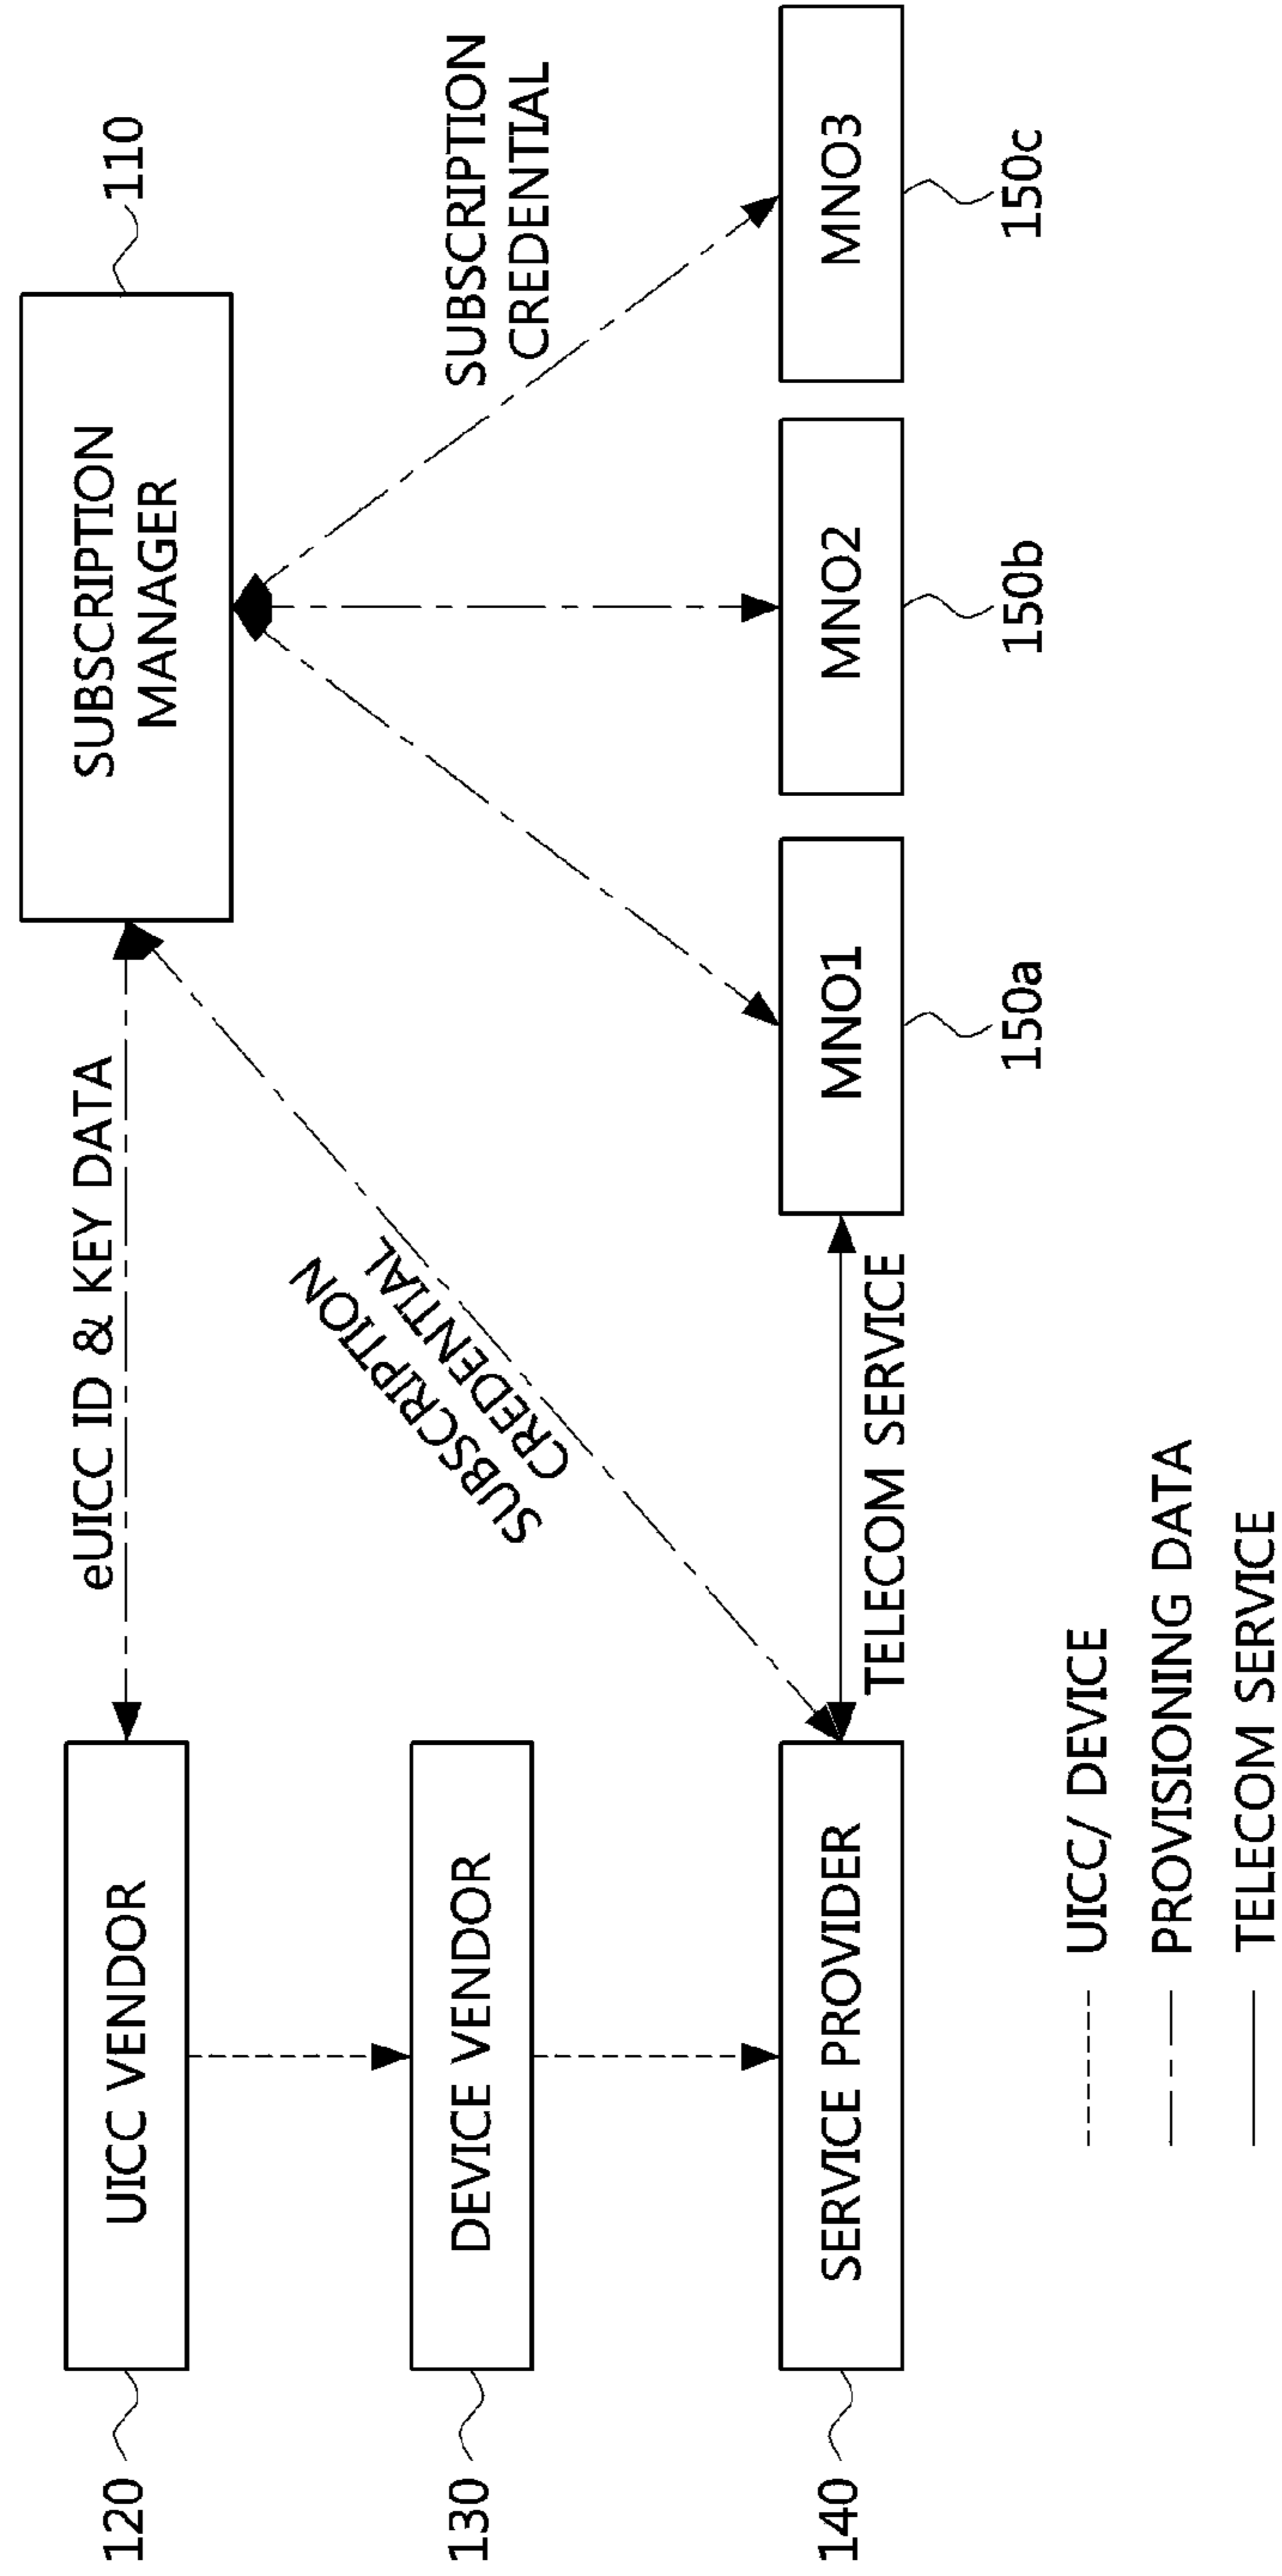 110
SUBSCRIPTION
MANAGER
120
UICC VENDOR
eUICC ID & KEY DATA
SUBSCRIPTION
CREDENTIAL
SUBSCRIPTION
CREDENTIAL
130
DEVICE VENDOR
140
SERVICE PROVIDER
TELECOM SERVICE
MNO1
MNO2
MNO3
150a
150b
150c
UICC/ DEVICE
PROVISIONING DATA
TELECOM SERVICE